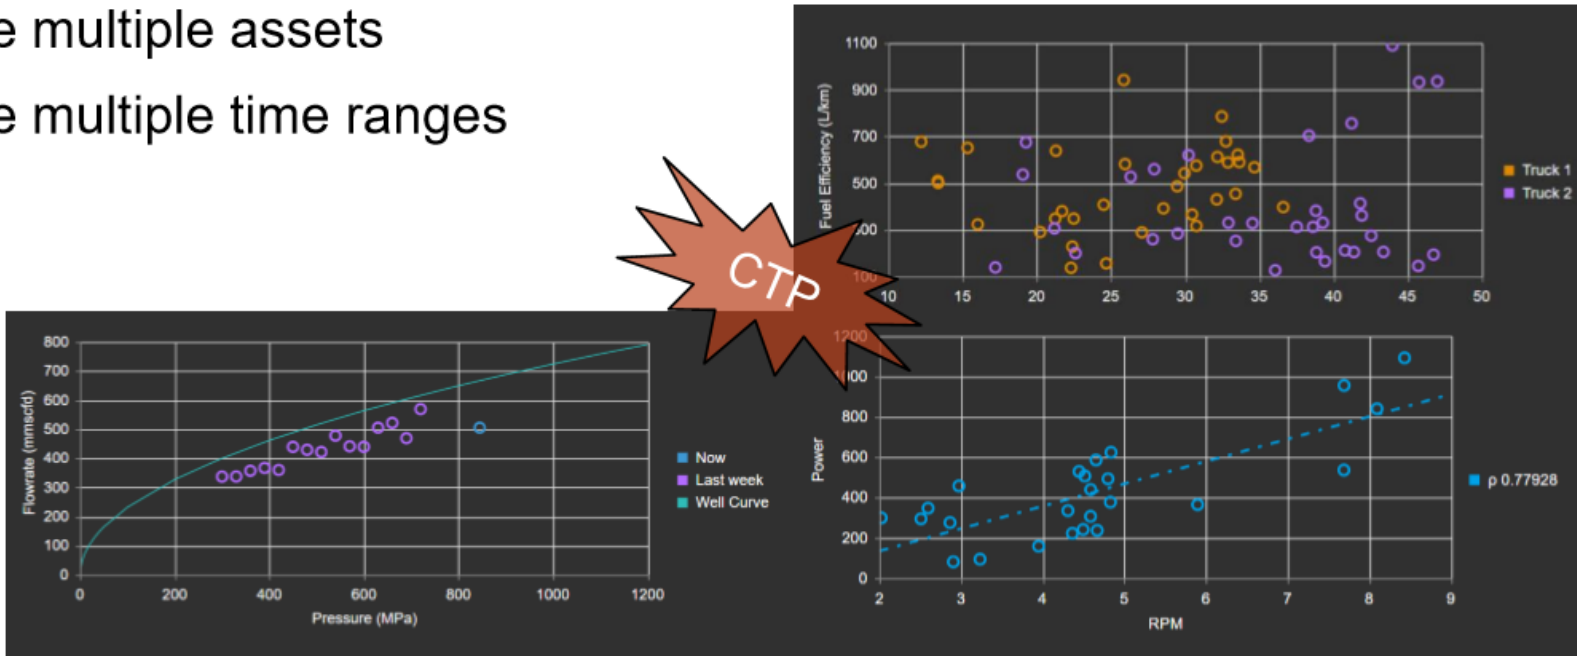 e multiple assets
e multiple time ranges
CTP
1100
900
700
500
300
100
Fuel Efficiency (L/km)
10 15 20 25 30 35 40 45 50
Truck 1
Truck 2
800
700
600
500
400
300
200
100
0
Flowrate (mmscfd)
0 200 400 600 800 1000 1200
Pressure (MPa)
Now
Last week
Well Curve
1200
1000
800
600
400
200
0
Power
2 3 4 5 6 7 8 9
RPM
ρ 0.77928